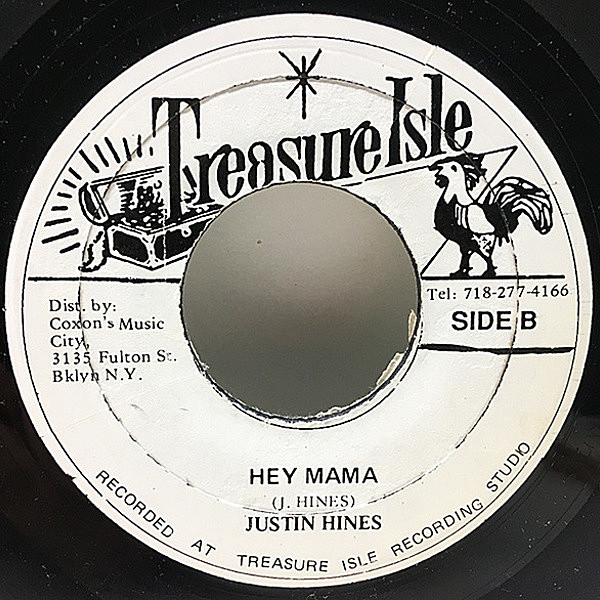 Treasure Isle
Tel: 718-277-4166
SIDE B
Dist. by:
Coxon's Music
City,
3135 Fulton St.
Bklyn N.Y.
HEY MAMA
(J. HINES)
JUSTIN HINES
RECORDED AT TREASURE ISLE RECORDING STUDIO